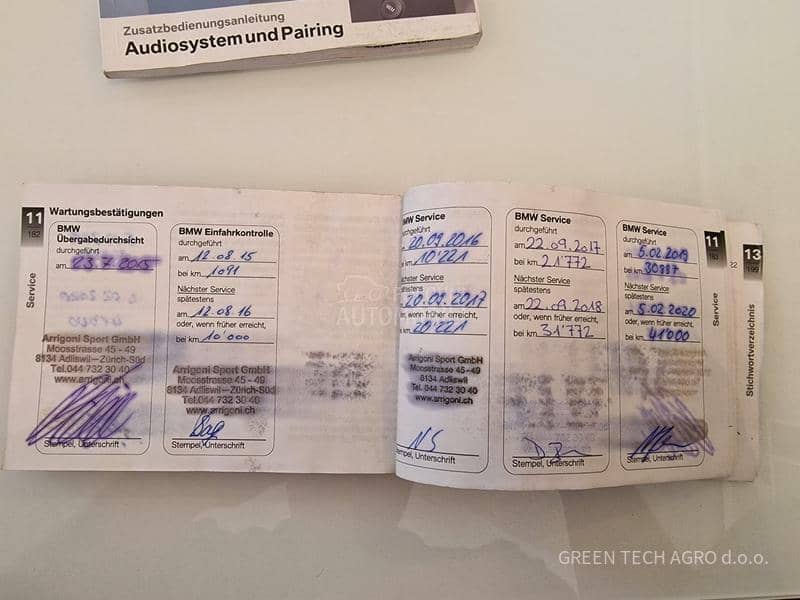 Zusatzbedienungsanleitung
Audiosystem und Pairing
11
182
Service
Wartungsbestätigungen
BMW
Übergabedurchsicht
durchgeführt
am 23.7.2015
Arrigoni Sport GmbH
Moosstrasse 45 - 49
8134 Adliswil - Zürich-Süd
Tel. 044 732 30 40
www.arrigoni.ch
Stempel, Unterschrift
BMW Einfahrkontrolle
durchgeführt
am 12.08.15
bei km 1091
Nächster Service
spätestens
am 12.08.16
oder, wenn früher erreicht,
bei km 10'000
Arrigoni Sport GmbH
Moosstrasse 45 - 49
8134 Adliswil - Zürich-Süd
Tel. 044 732 30 40
www.arrigoni.ch
Stempel, Unterschrift
BMW Service
durchgeführt
20.09.2016
10'221
Nächster Service
spätestens
20.09.2017
oder, wenn früher erreicht,
20'221
Arrigoni Sport GmbH
Moosstrasse 45 - 49
8134 Adliswil
Tel. 044 732 30 40
www.arrigoni.ch
NS
Stempel, Unterschrift
BMW Service
durchgeführt
am 22.09.2017
bei km 21'772
Nächster Service
spätestens
am 22.09.2018
oder, wenn früher erreicht,
bei km 31'772
Stempel, Unterschrift
BMW Service
durchgeführt
am 5.02.2019
bei km 30887
Nächster Service
spätestens
am 5.02.2020
oder, wenn früher erreicht,
bei km 41'000
Stempel, Unterschrift
11
183
Service
13
199
Stichwortverzeichnis
GREEN TECH AGRO d.o.o.